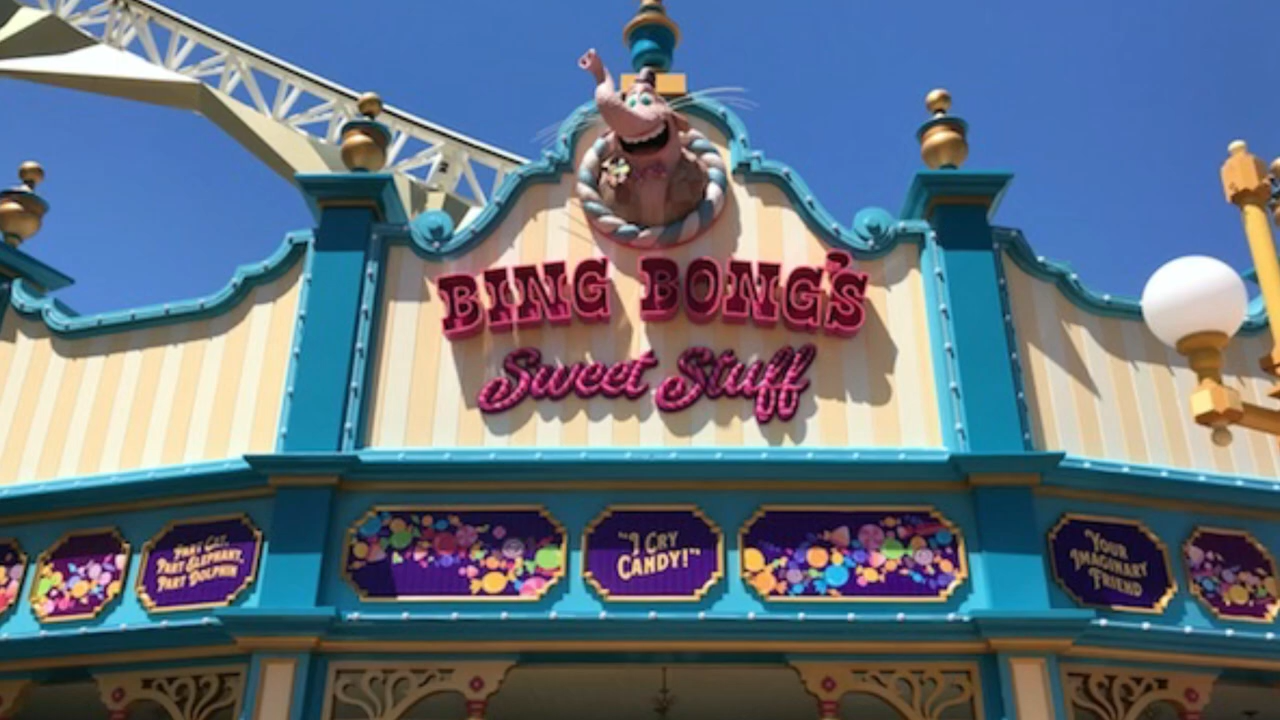 BING BONG'S
Sweet Stuff
PART CAT,
PART ELEPHANT,
PART DOLPHIN
"I CRY
CANDY!"
YOUR
IMAGINARY
FRIEND